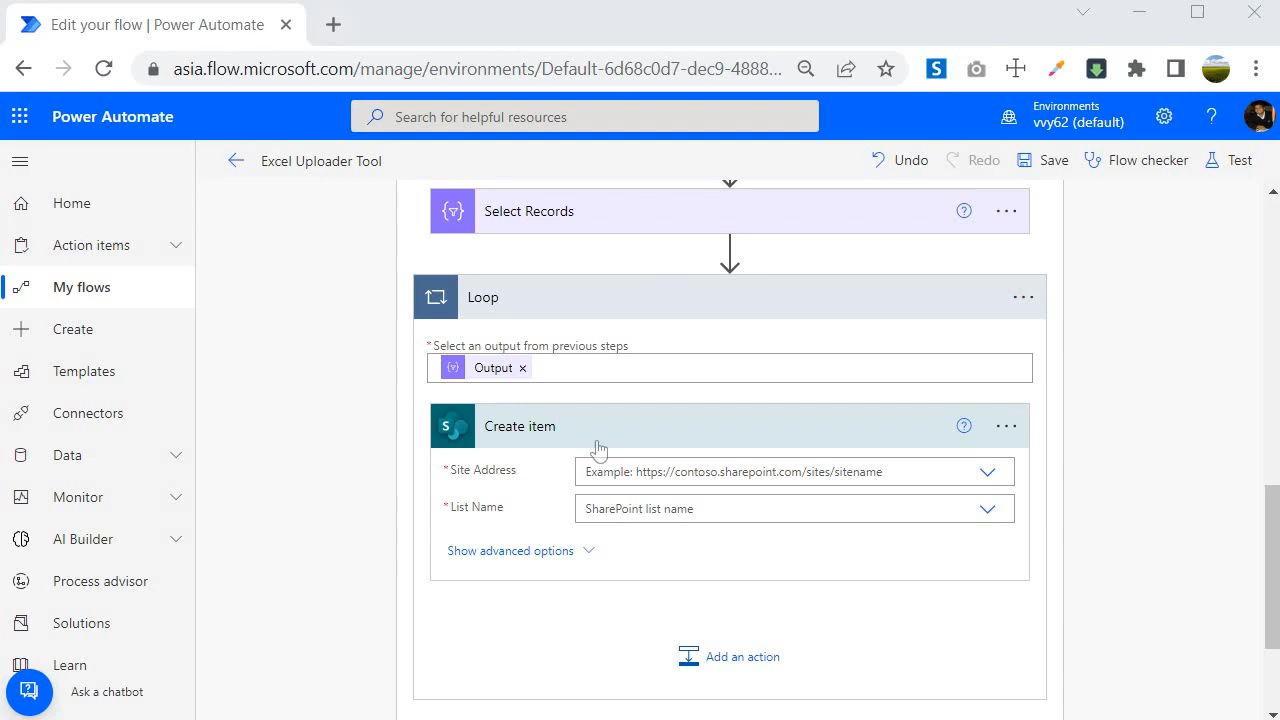 Edit your flow | Power Automate
asia.flow.microsoft.com/manage/environments/Default-6d68c0d7-dec9-4888...
Power Automate
Search for helpful resources
Environments
vvy62 (default)
Excel Uploader Tool
Undo
Redo
Save
Flow checker
Test
Home
Action items
My flows
Create
Templates
Connectors
Data
Monitor
AI Builder
Process advisor
Solutions
Learn
Ask a chatbot
Select Records
Loop
* Select an output from previous steps
Output
Create item
* Site Address
Example: https://contoso.sharepoint.com/sites/sitename
* List Name
SharePoint list name
Show advanced options
Add an action